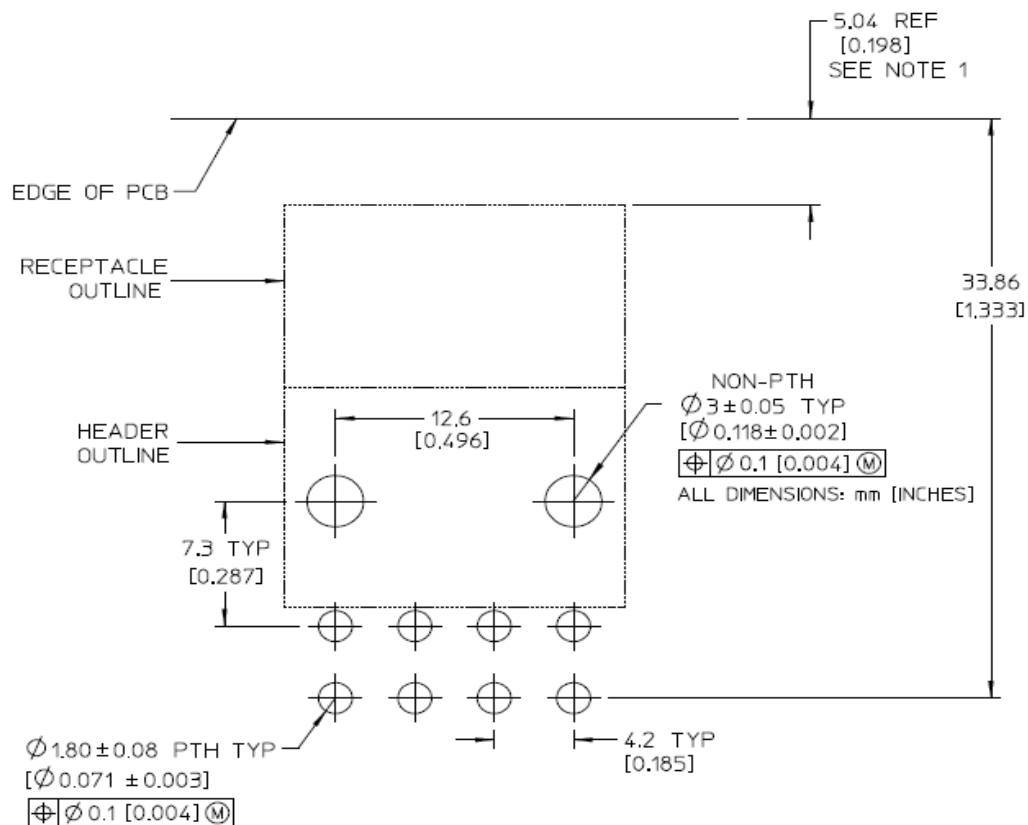 5.04 REF
[0.198]
SEE NOTE 1
EDGE OF PCB
RECEPTACLE
OUTLINE
33.86
[1.333]
NON-PTH
Ø3±0.05 TYP
[Ø0.118±0.002]
⌖ Ø0.1 [0.004] Ⓜ
ALL DIMENSIONS: mm [INCHES]
12.6
[0.496]
HEADER
OUTLINE
7.3 TYP
[0.287]
Ø1.80±0.08 PTH TYP
[Ø0.071 ±0.003]
⌖ Ø0.1 [0.004] Ⓜ
4.2 TYP
[0.185]